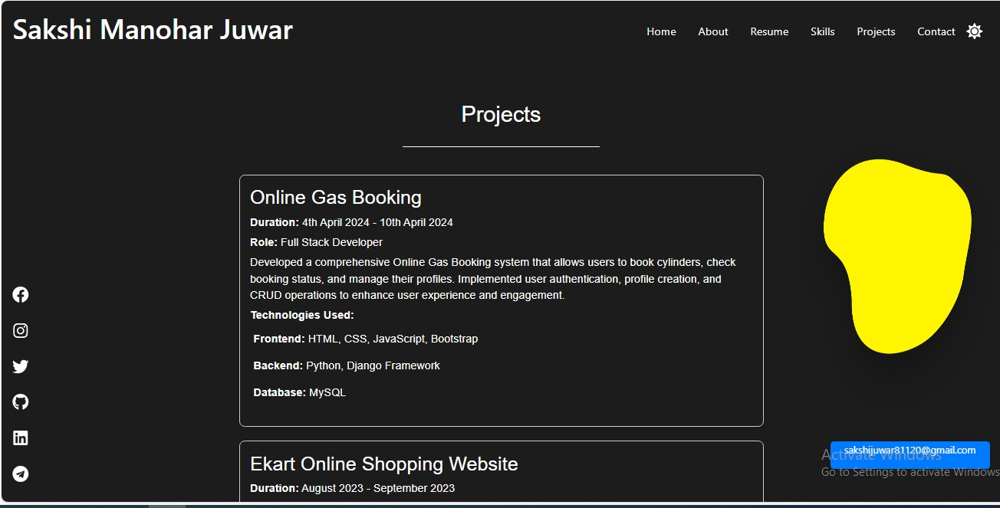 Sakshi Manohar Juwar
Home About Resume Skills Projects Contact
Projects
Online Gas Booking
Duration: 4th April 2024 - 10th April 2024
Role: Full Stack Developer
Developed a comprehensive Online Gas Booking system that allows users to book cylinders, check
booking status, and manage their profiles. Implemented user authentication, profile creation, and
CRUD operations to enhance user experience and engagement.
Technologies Used:
Frontend: HTML, CSS, JavaScript, Bootstrap
Backend: Python, Django Framework
Database: MySQL
Ekart Online Shopping Website
Duration: August 2023 - September 2023
sakshijuwar81120@gmail.com
Activate Windows
Go to Settings to activate Windows